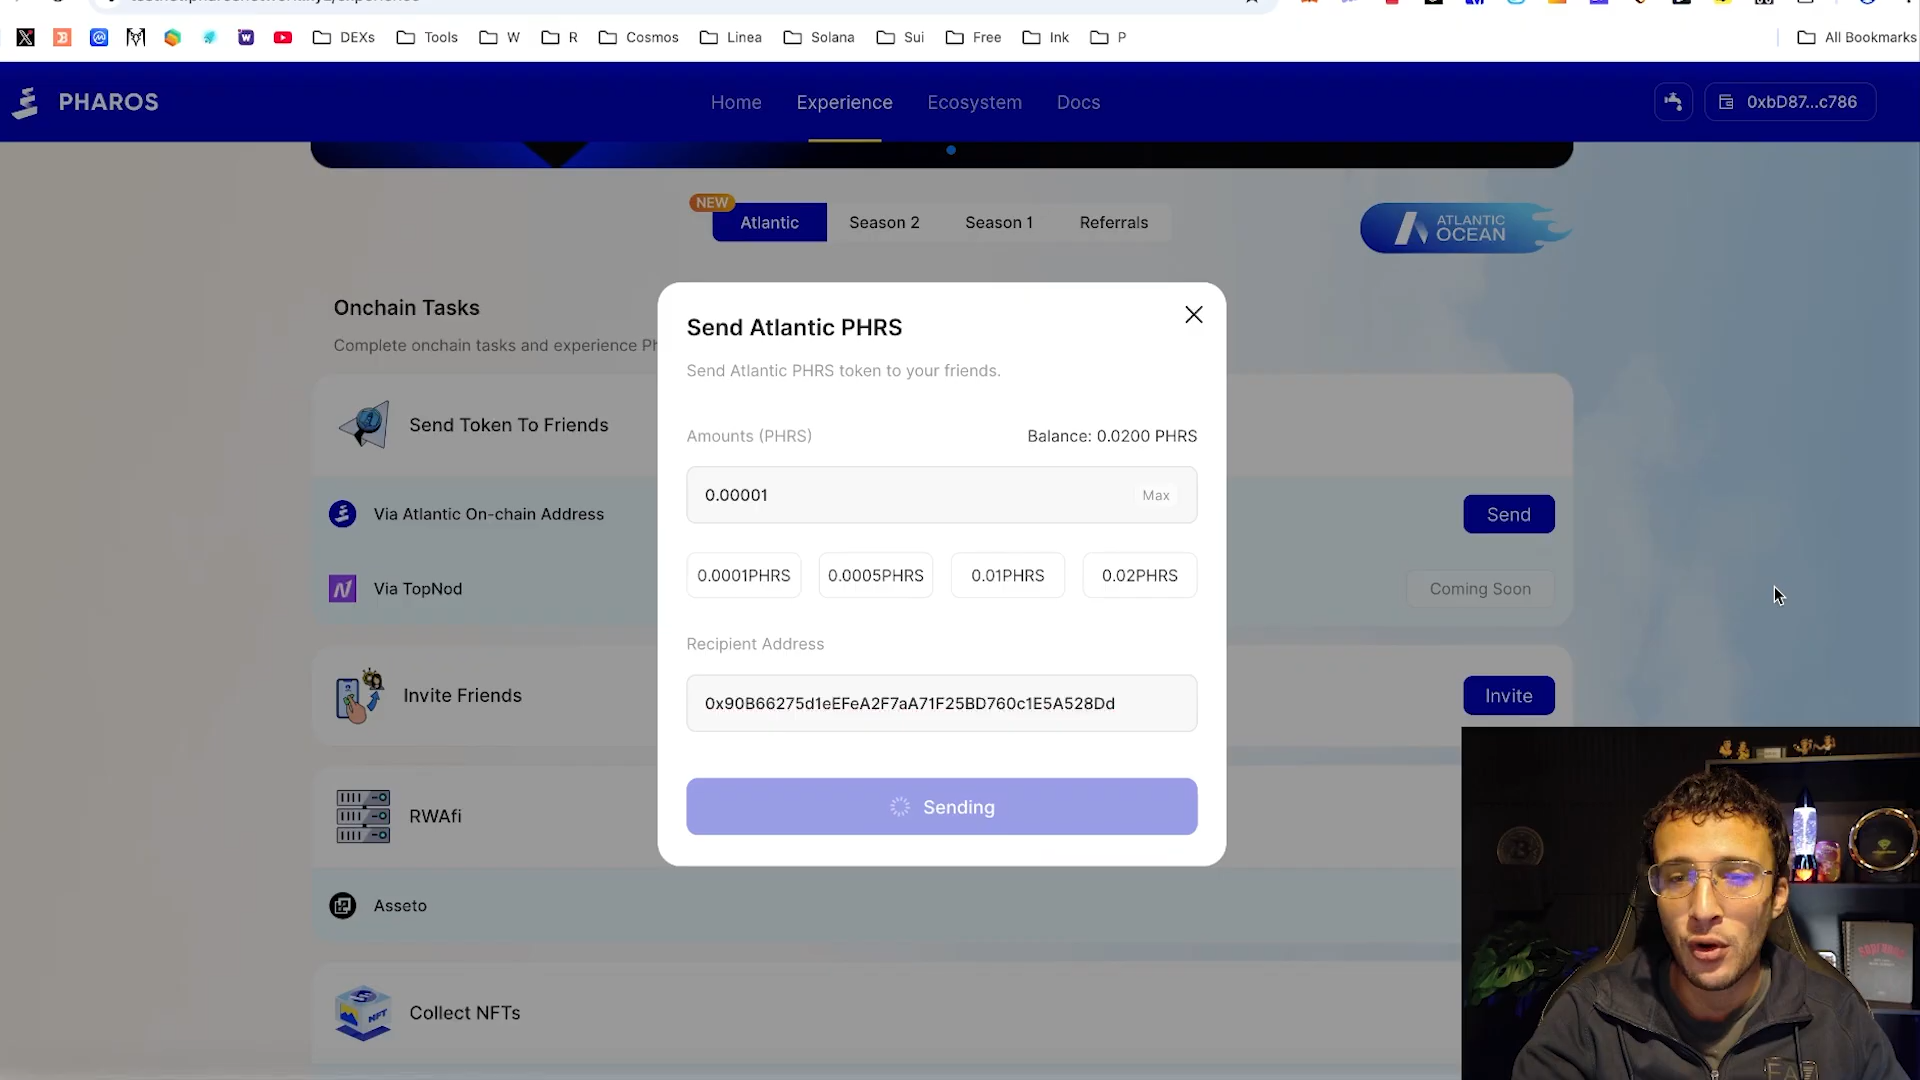 DEXs Tools W R Cosmos Linea Solana Sui Free Ink P All Bookmarks
PHAROS Home Experience Ecosystem Docs 0xbD87...c786
NEW
Atlantic Season 2 Season 1 Referrals
ATLANTIC
OCEAN
Onchain Tasks
Complete onchain tasks and experience
Send Token To Friends
Via Atlantic On-chain Address Send
Via TopNod Coming Soon
Invite Friends Invite
RWAfi
Asseto
Collect NFTs
NFT
Send Atlantic PHRS
Send Atlantic PHRS token to your friends.
Amounts (PHRS) Balance: 0.0200 PHRS
0.00001 Max
0.0001PHRS 0.0005PHRS 0.01PHRS 0.02PHRS
Recipient Address
0x90B66275d1eEFeA2F7aA71F25BD760c1E5A528Dd
Sending